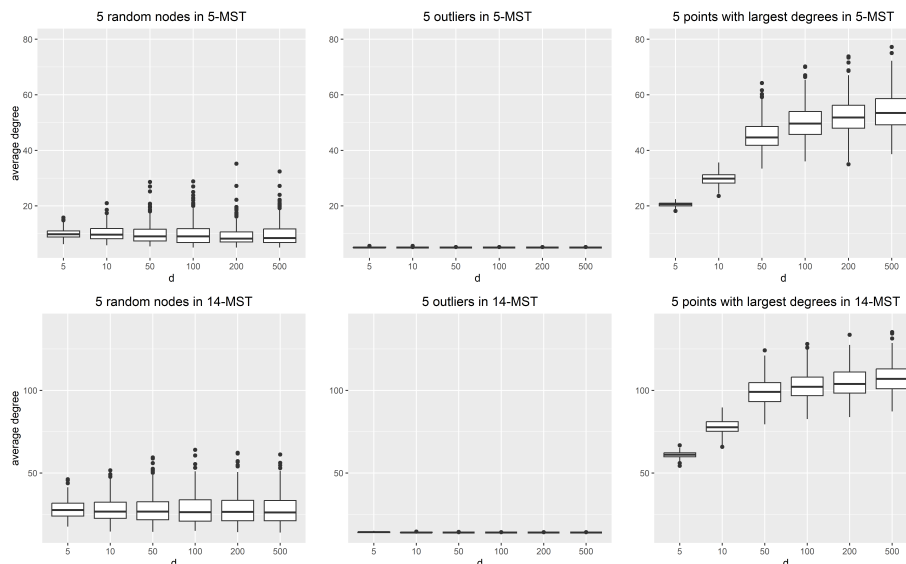 5 random nodes in 5-MST
5 outliers in 5-MST
5 points with largest degrees in 5-MST
average degree
80
60
40
20
5 10 50 100 200 500
d
5 10 50 100 200 500
d
80
60
40
20
5 10 50 100 200 500
d
5 random nodes in 14-MST
5 outliers in 14-MST
5 points with largest degrees in 14-MST
average degree
100
50
5 10 50 100 200 500
d
100
50
5 10 50 100 200 500
d
100
50
5 10 50 100 200 500
d